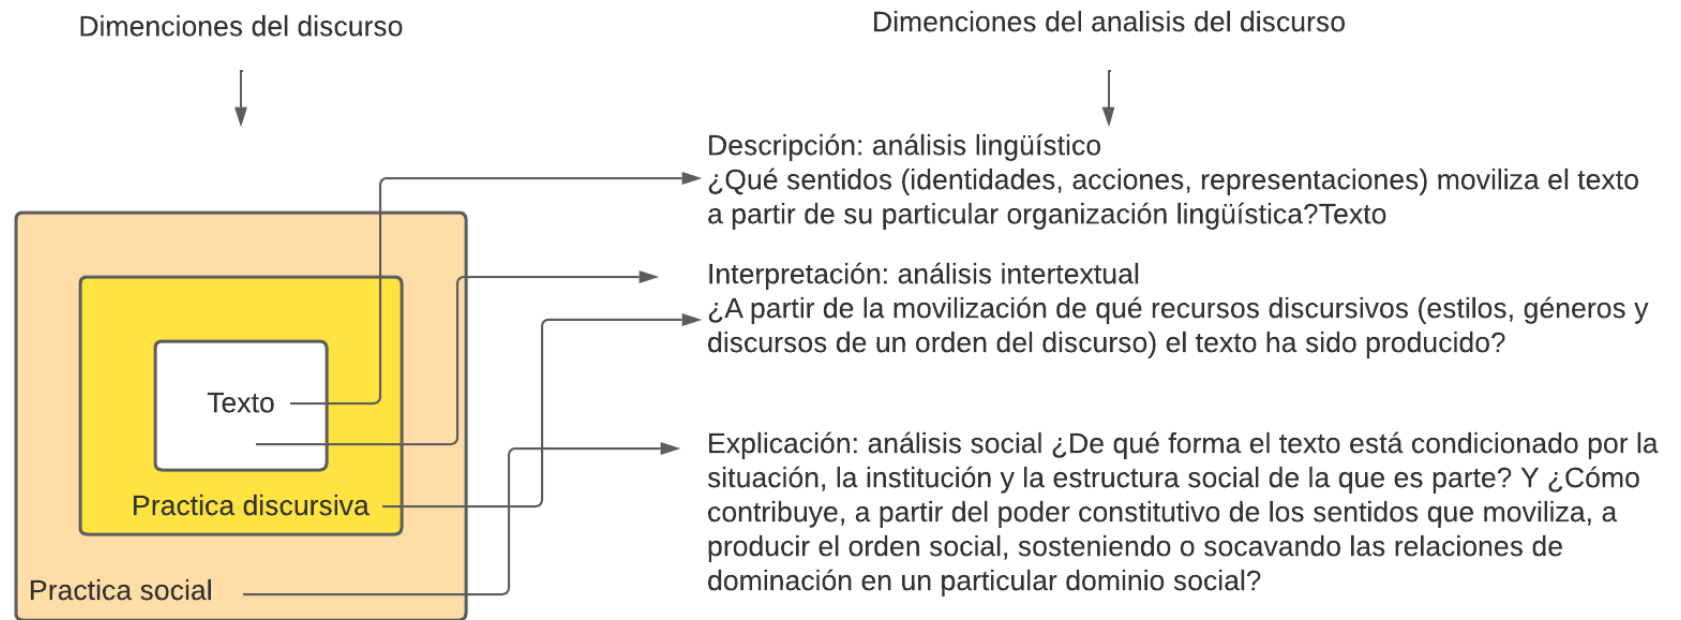 Dimenciones del discurso
Dimenciones del analisis del discurso
Descripción: análisis lingüístico
¿Qué sentidos (identidades, acciones, representaciones) moviliza el texto
a partir de su particular organización lingüística?Texto
Interpretación: análisis intertextual
¿A partir de la movilización de qué recursos discursivos (estilos, géneros y
discursos de un orden del discurso) el texto ha sido producido?
Texto
Practica discursiva
Practica social
Explicación: análisis social ¿De qué forma el texto está condicionado por la
situación, la institución y la estructura social de la que es parte? Y ¿Cómo
contribuye, a partir del poder constitutivo de los sentidos que moviliza, a
producir el orden social, sosteniendo o socavando las relaciones de
dominación en un particular dominio social?